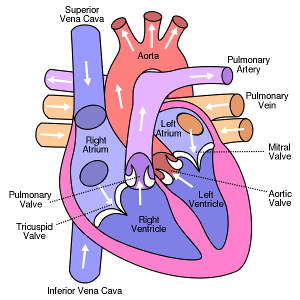 Superior
Vena Cava
Aorta
Pulmonary
Artery
Pulmonary
Vein
Right
Atrium
Left
Atrium
Mitral
Valve
Pulmonary
Valve
Aortic
Valve
Tricuspid
Valve
Right
Ventricle
Left
Ventricle
Inferior Vena Cava